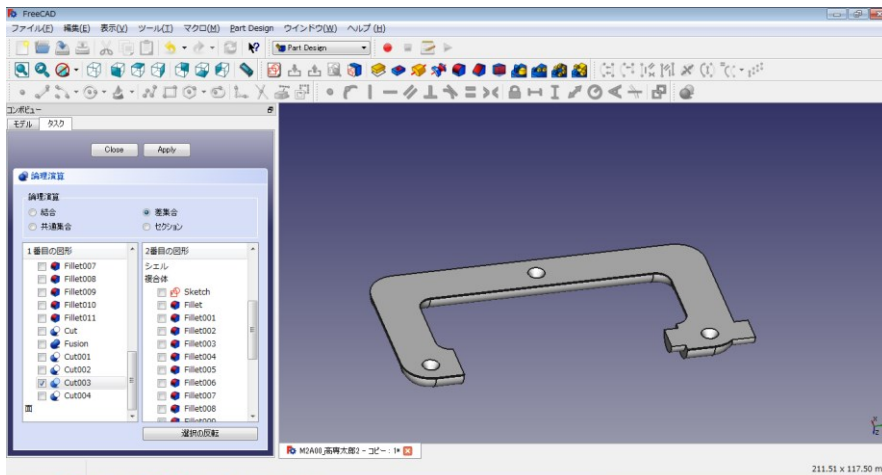 FreeCAD
ファイル(F) 編集(E) 表示(V) ツール(T) マクロ(M) Part Design ウインドウ(W) ヘルプ(H)
Part Design
コンボビュー
モデル タスク
Close Apply
論理演算
論理演算
結合 差集合
共通集合 セクション
1番目の図形 2番目の図形
Fillet007 シェル
Fillet008 複合体
Fillet009 Sketch
Fillet010 Fillet
Fillet011 Fillet001
Cut Fillet002
Fusion Fillet003
Cut001 Fillet004
Cut002 Fillet005
Cut003 Fillet006
Cut004 Fillet007
面 Fillet008
Fillet009
選択の反転
M2A00_高専太郎2 - コピー : 1*
211.51 x 117.50 m